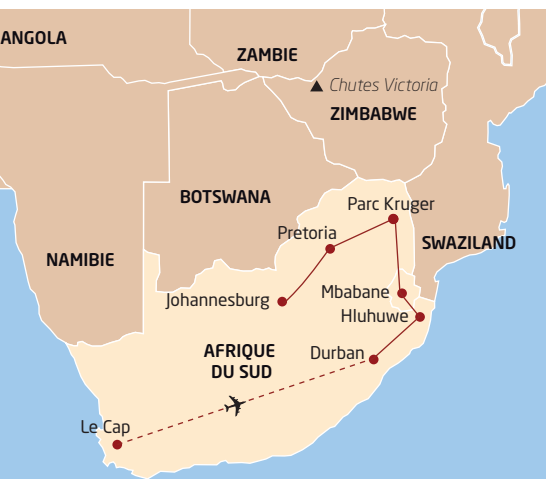 ANGOLA
ZAMBIE
Chutes Victoria
ZIMBABWE
BOTSWANA
Parc Kruger
Pretoria
SWAZILAND
NAMIBIE
Johannesburg
Mbabane
Hluhuwe
AFRIQUE
DU SUD
Durban
Le Cap